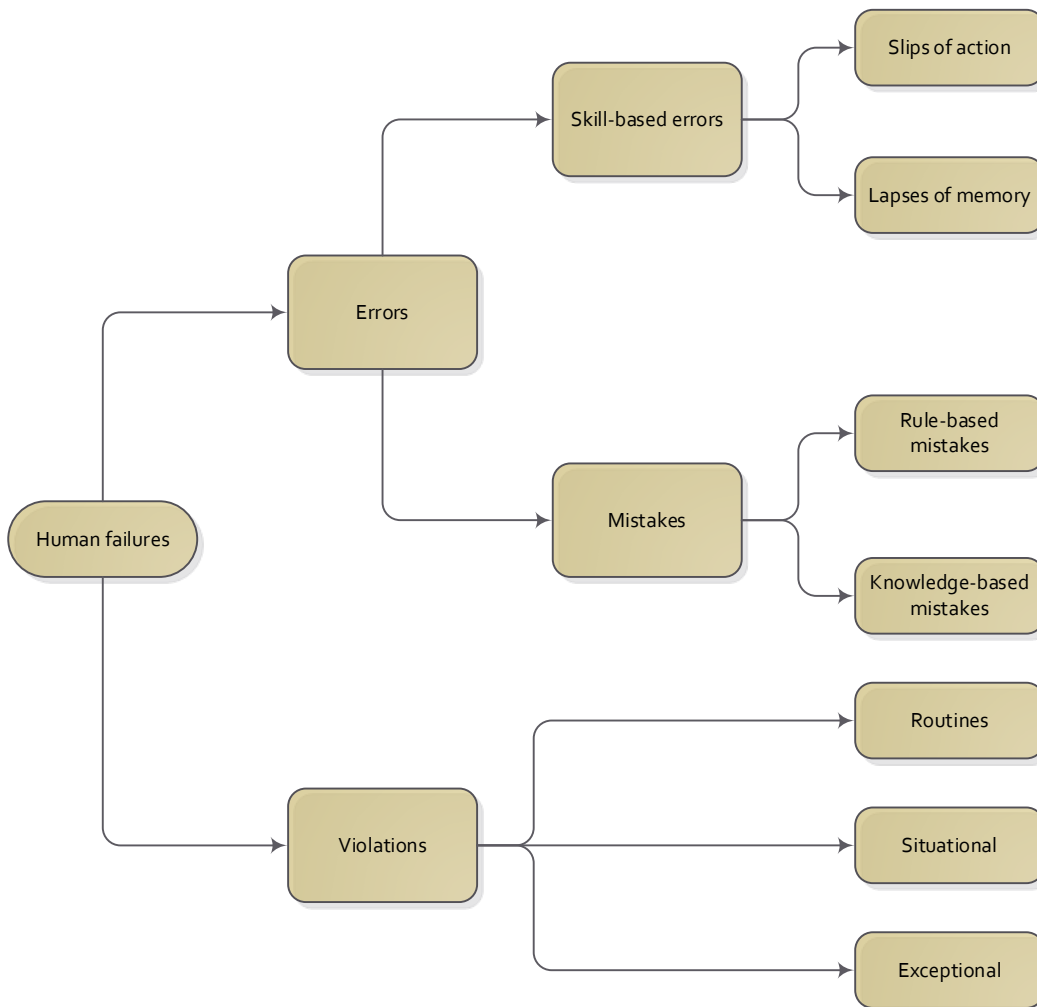 Slips of action
Skill-based errors
Lapses of memory
Errors
Rule-based
mistakes
Mistakes
Human failures
Knowledge-based
mistakes
Routines
Violations
Situational
Exceptional